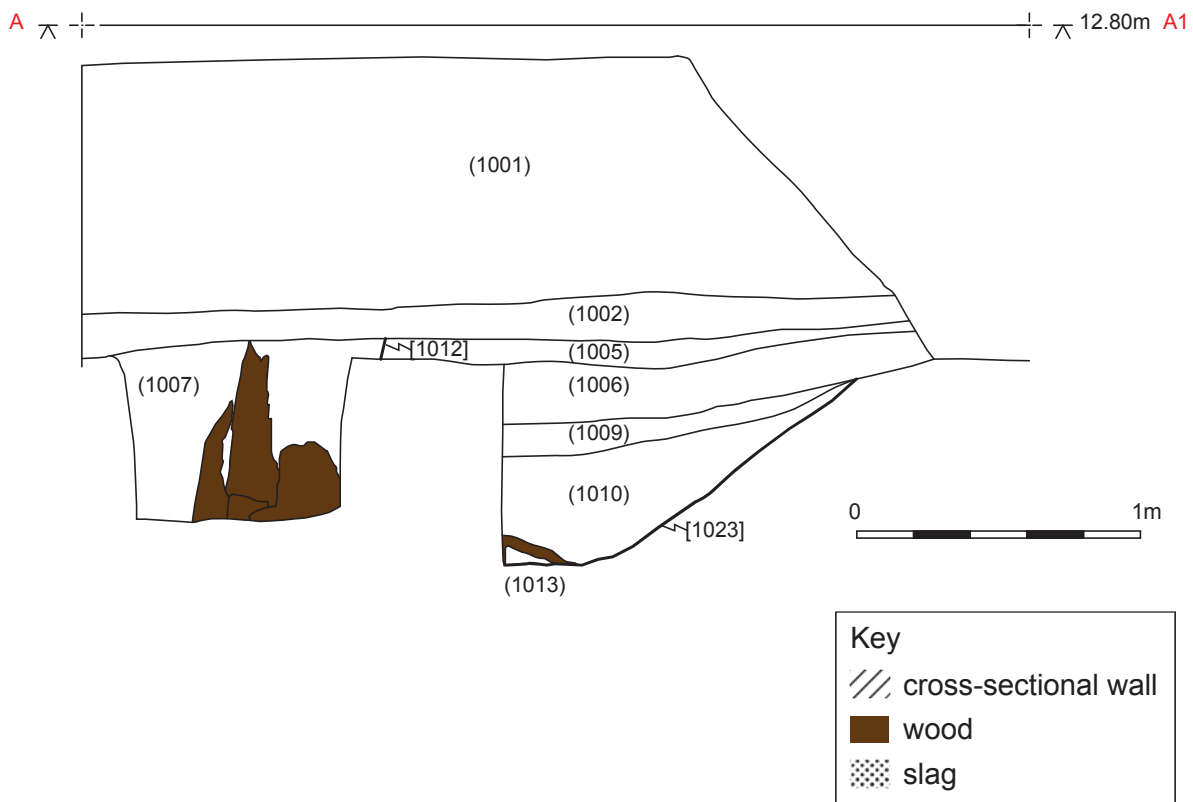 A 12.80m A1
(1001)
(1002)
[1012] (1005)
(1007) (1006)
(1009)
(1010)
[1023]
(1013)
0 1m
Key
cross-sectional wall
wood
slag